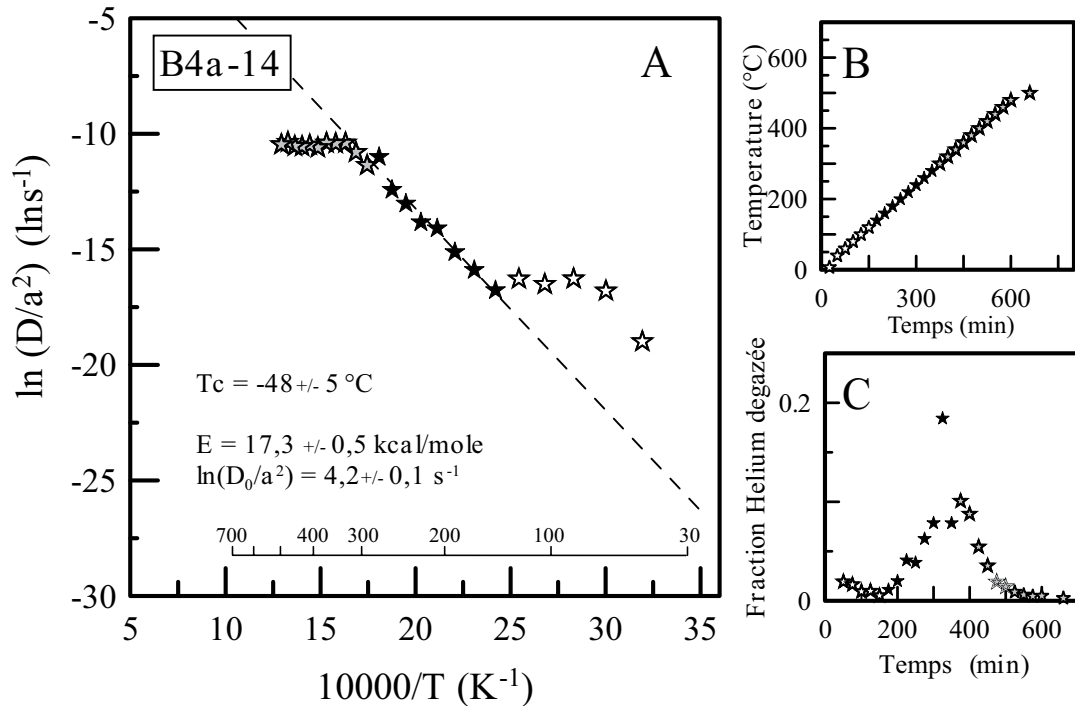 B4a-14
A
-5
-10
-15
-20
-25
-30
ln (D/a²) (lns⁻¹)
Tc = -48 +/- 5 °C
E = 17,3 +/- 0,5 kcal/mole
ln(D₀/a²) = 4,2 +/- 0,1 s⁻¹
700 400 300 200 100 30
5 10 15 20 25 30 35
10000/T (K⁻¹)
B
Temperature (°C)
600
400
200
0
0 300 600
Temps (min)
C
Fraction Helium degazée
0.2
0
0 200 400 600
Temps (min)